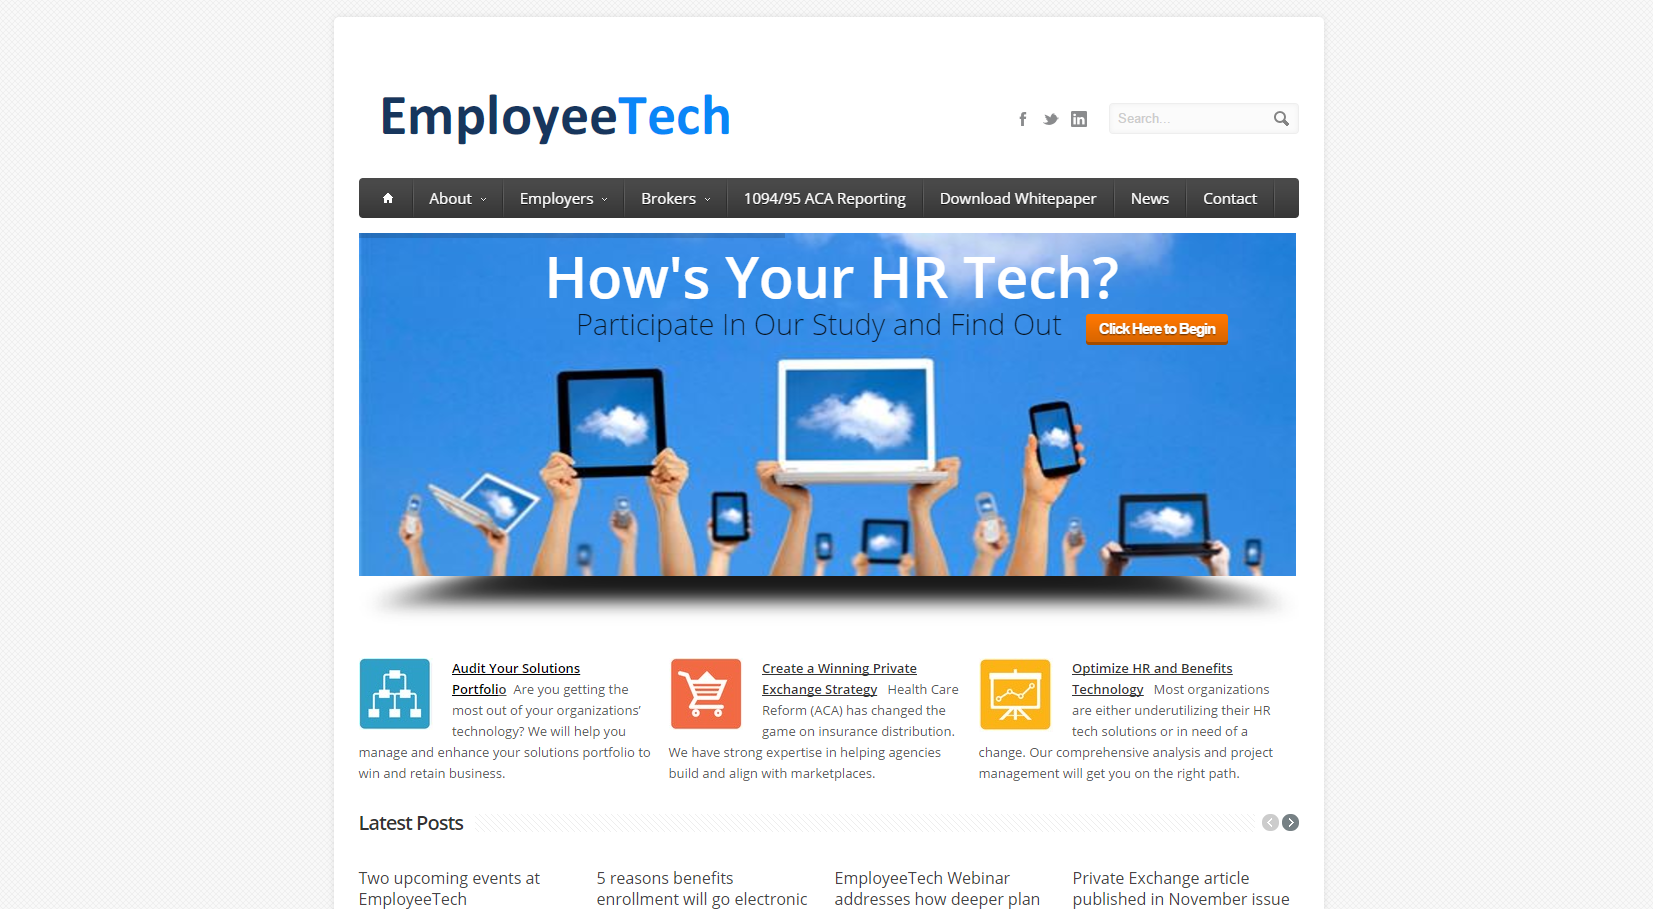 EmployeeTech
Search...
About
Employers
Brokers
1094/95 ACA Reporting
Download Whitepaper
News
Contact
How's Your HR Tech?
Participate In Our Study and Find Out
Click Here to Begin
Audit Your Solutions
Portfolio Are you getting the
most out of your organizations'
technology? We will help you
manage and enhance your solutions portfolio to
win and retain business.
Create a Winning Private
Exchange Strategy Health Care
Reform (ACA) has changed the
game on insurance distribution.
We have strong expertise in helping agencies
build and align with marketplaces.
Optimize HR and Benefits
Technology Most organizations
are either underutilizing their HR
tech solutions or in need of a
change. Our comprehensive analysis and project
management will get you on the right path.
Latest Posts
Two upcoming events at
EmployeeTech
5 reasons benefits
enrollment will go electronic
EmployeeTech Webinar
addresses how deeper plan
Private Exchange article
published in November issue